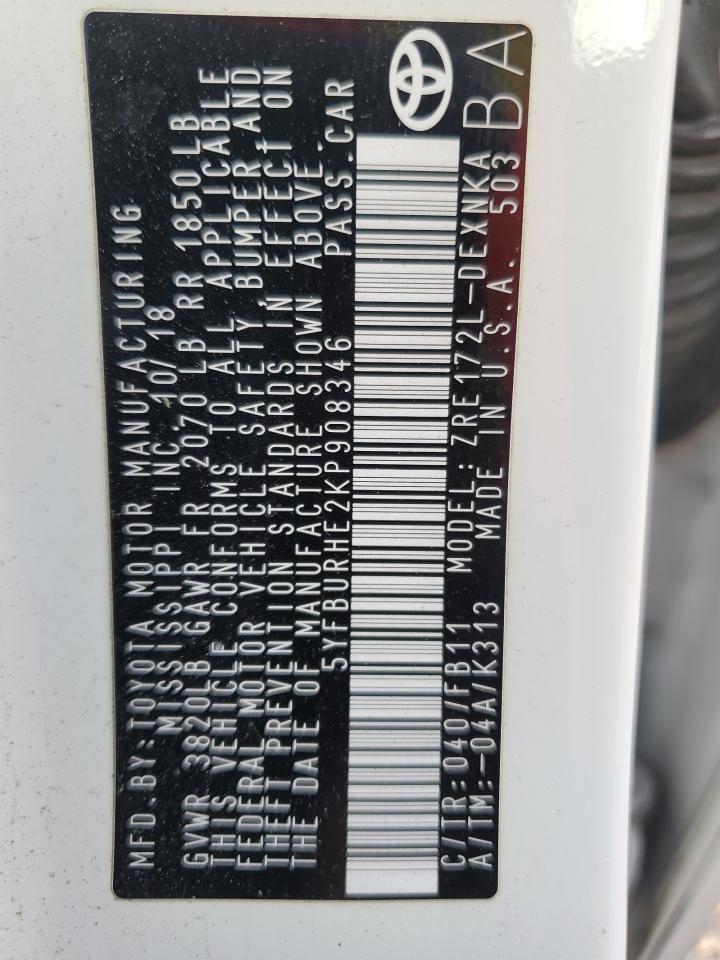 MFD.BY:TOYOTA MOTOR MANUFACTURING
MISSISSIPPI INC. 10/18
GVWR 3820LB GAWR FR 2070LB RR 1850LB
THIS VEHICLE CONFORMS TO ALL APPLICABLE
FEDERAL MOTOR VEHICLE SAFETY, BUMPER AND
THEFT PREVENTION STANDARDS IN EFFECT ON
THE DATE OF MANUFACTURE SHOWN ABOVE.
5YFBURHE2KP908346 PASS.CAR
C/TR:040/FB11 MODEL:ZRE172L-DEXNKA
A/TM:-04A/K313 MADE IN U.S.A. 503 BA